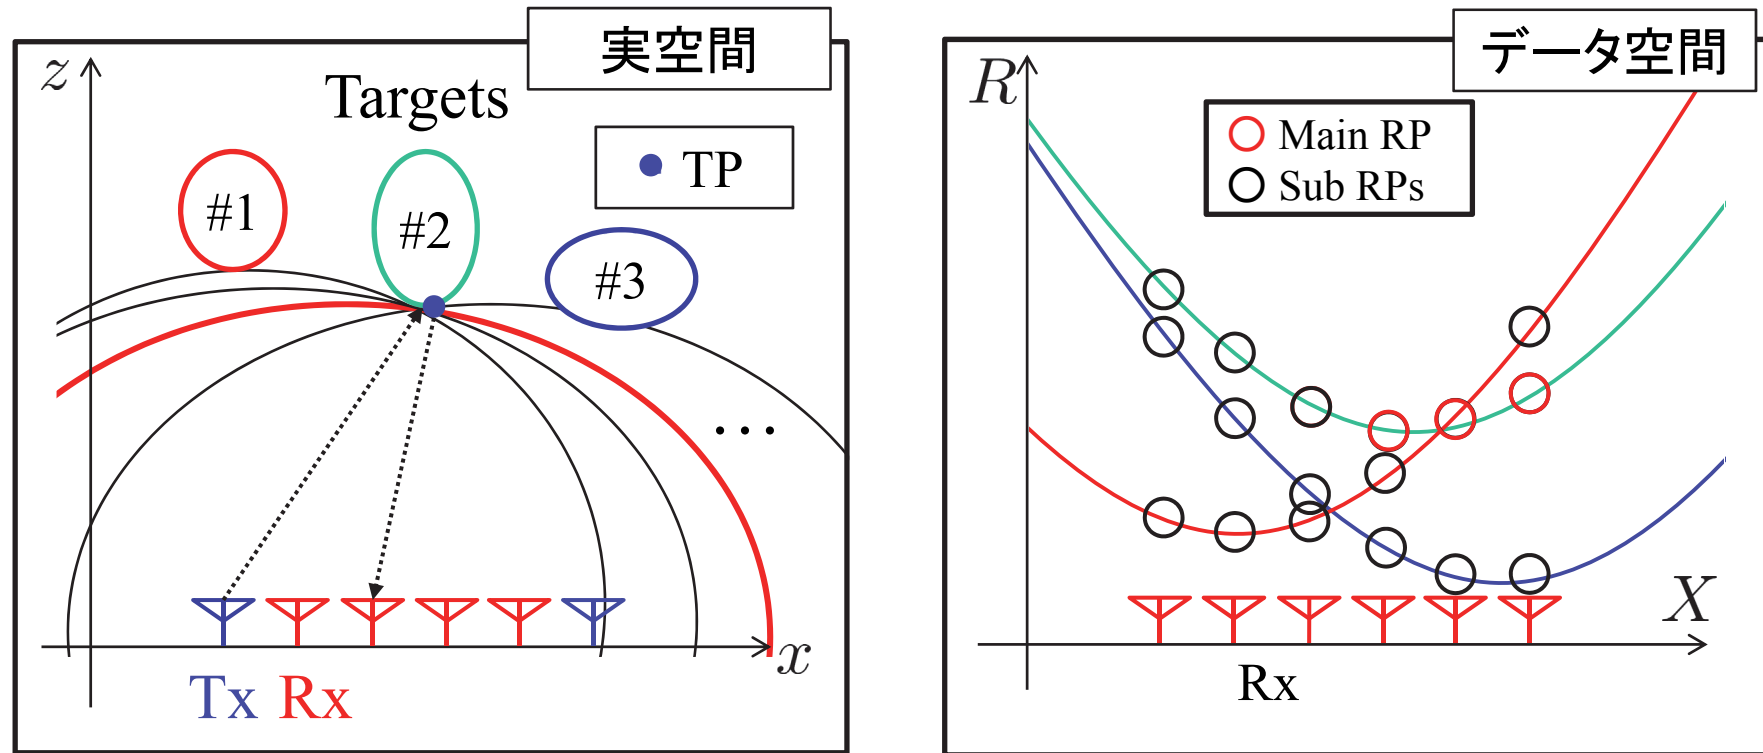 実空間
z
Targets
TP
#1
#2
#3
…
x
Tx Rx
データ空間
R
Main RP
Sub RPs
X
Rx